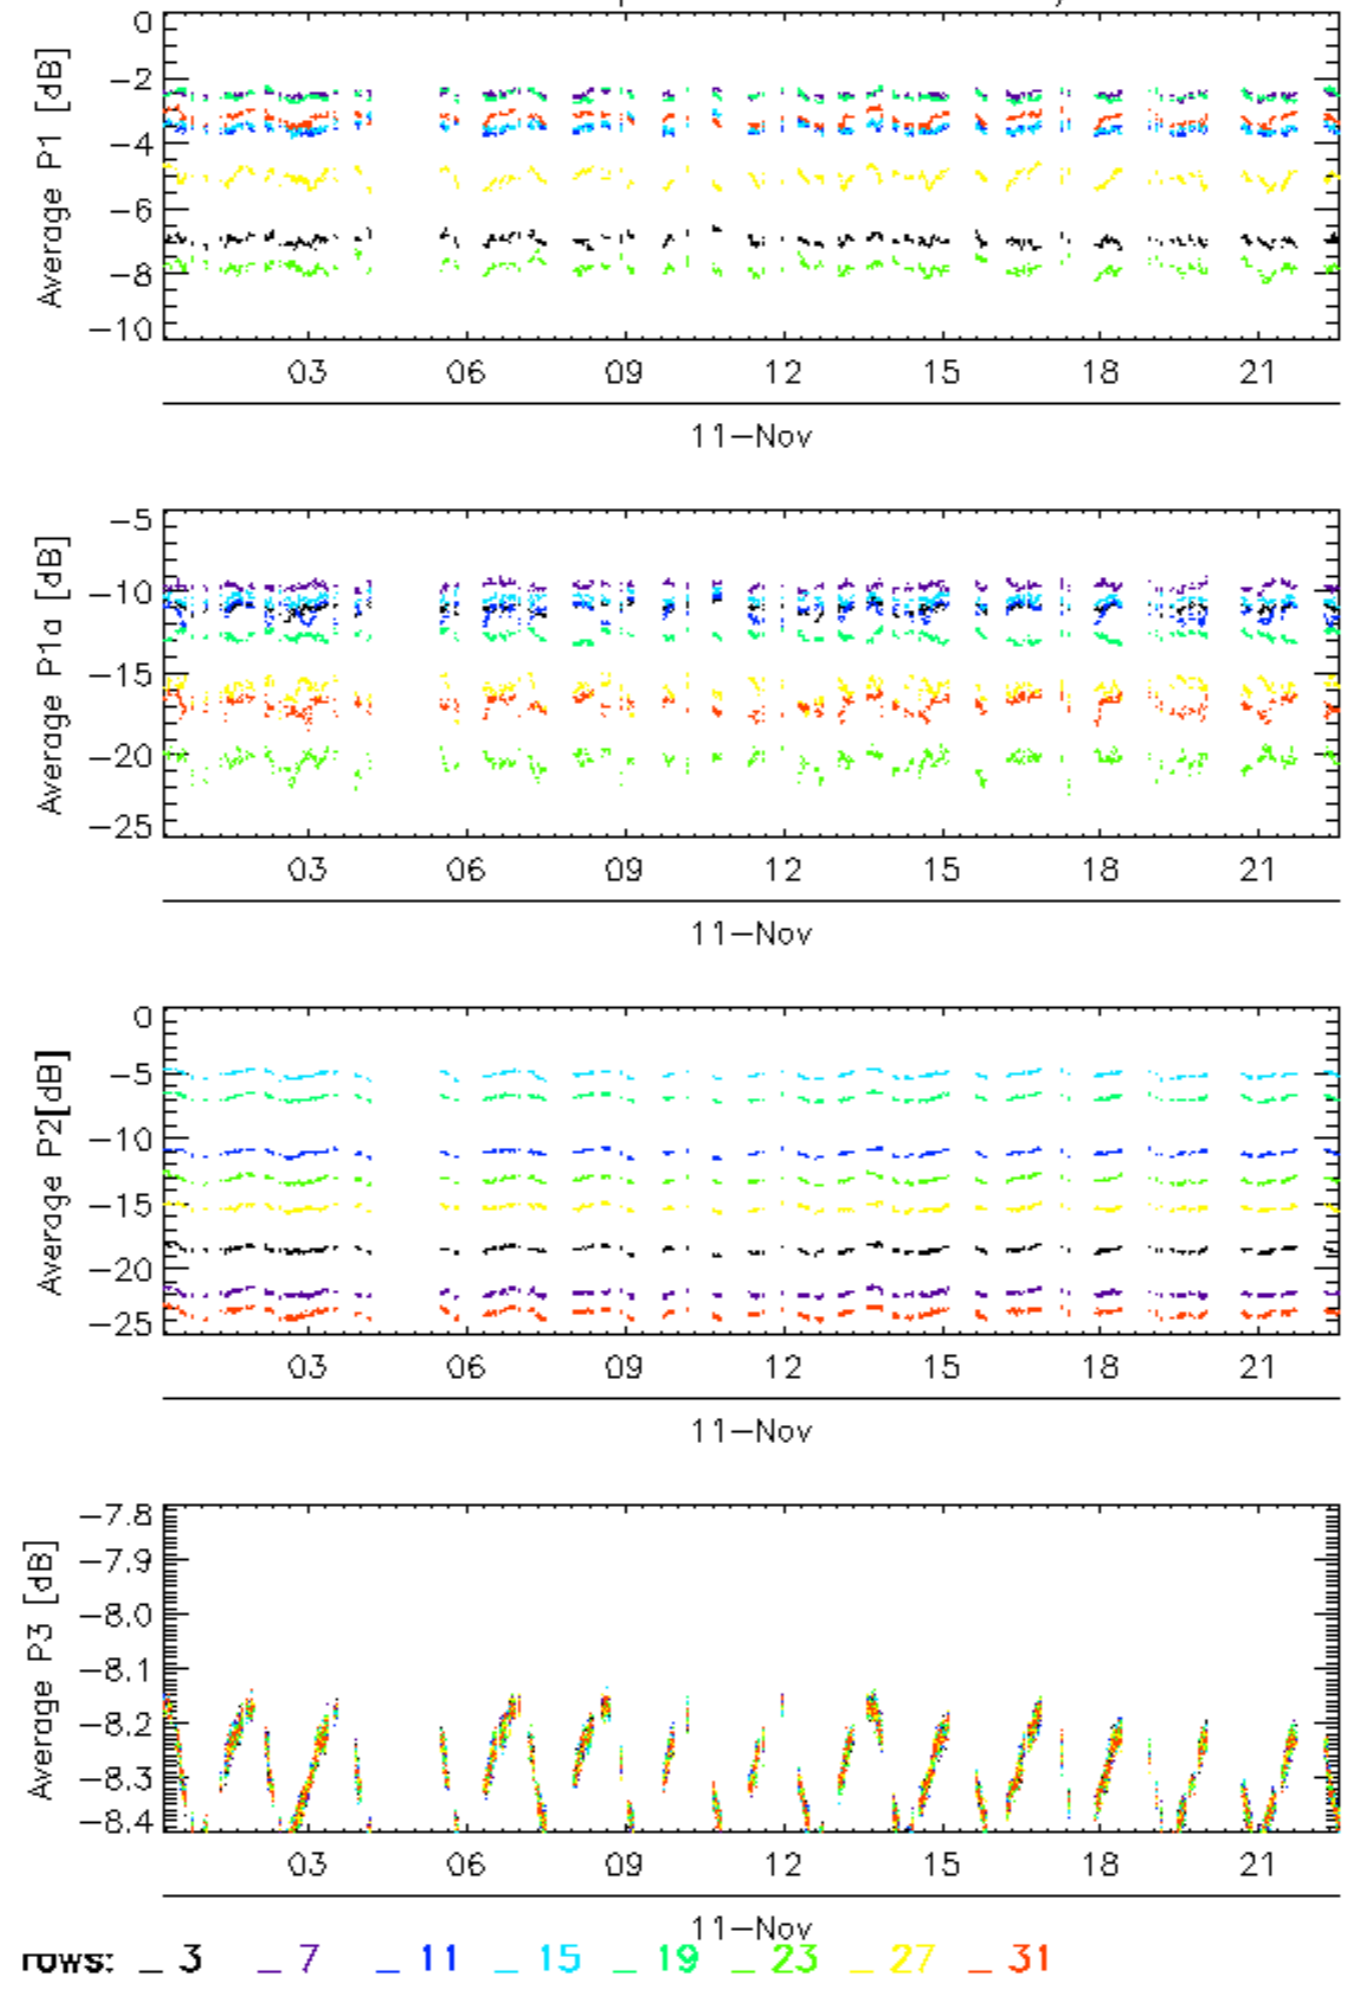 0
−2
−4
−6
−8
−10
Average P1 [dB]
03 06 09 12 15 18 21
11−Nov
−5
−10
−15
−20
−25
Average P1a [dB]
03 06 09 12 15 18 21
11−Nov
0
−5
−10
−15
−20
−25
Average P2[dB]
03 06 09 12 15 18 21
11−Nov
−7.8
−7.9
−8.0
−8.1
−8.2
−8.3
−8.4
Average P3 [dB]
03 06 09 12 15 18 21
11−Nov
rows: _ 3 _ 7 _ 11 _ 15 _ 19 _ 23 _ 27 _ 31